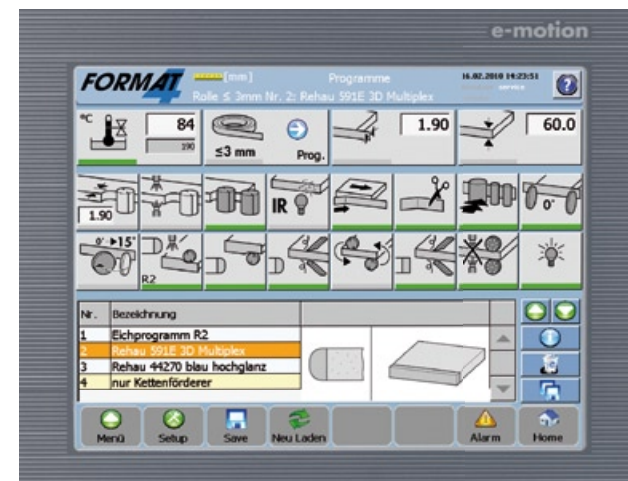 e-motion
FORMAT 4
[mm]
Programme
16.02.2010 14:23:51
Rolle ≤ 3mm Nr. 2: Rehau 591E 3D Multiplex
service
°C
84
190
≤3 mm
Prog.
1.90
60.0
1.90
IR
0°
0°→15°
R2
Nr. Bezeichnung
1 Eichprogramm R2
2 Rehau 591E 3D Multiplex
3 Rehau 44270 blau hochglanz
4 nur Kettenförderer
Menü
Setup
Save
Neu Laden
Alarm
Home